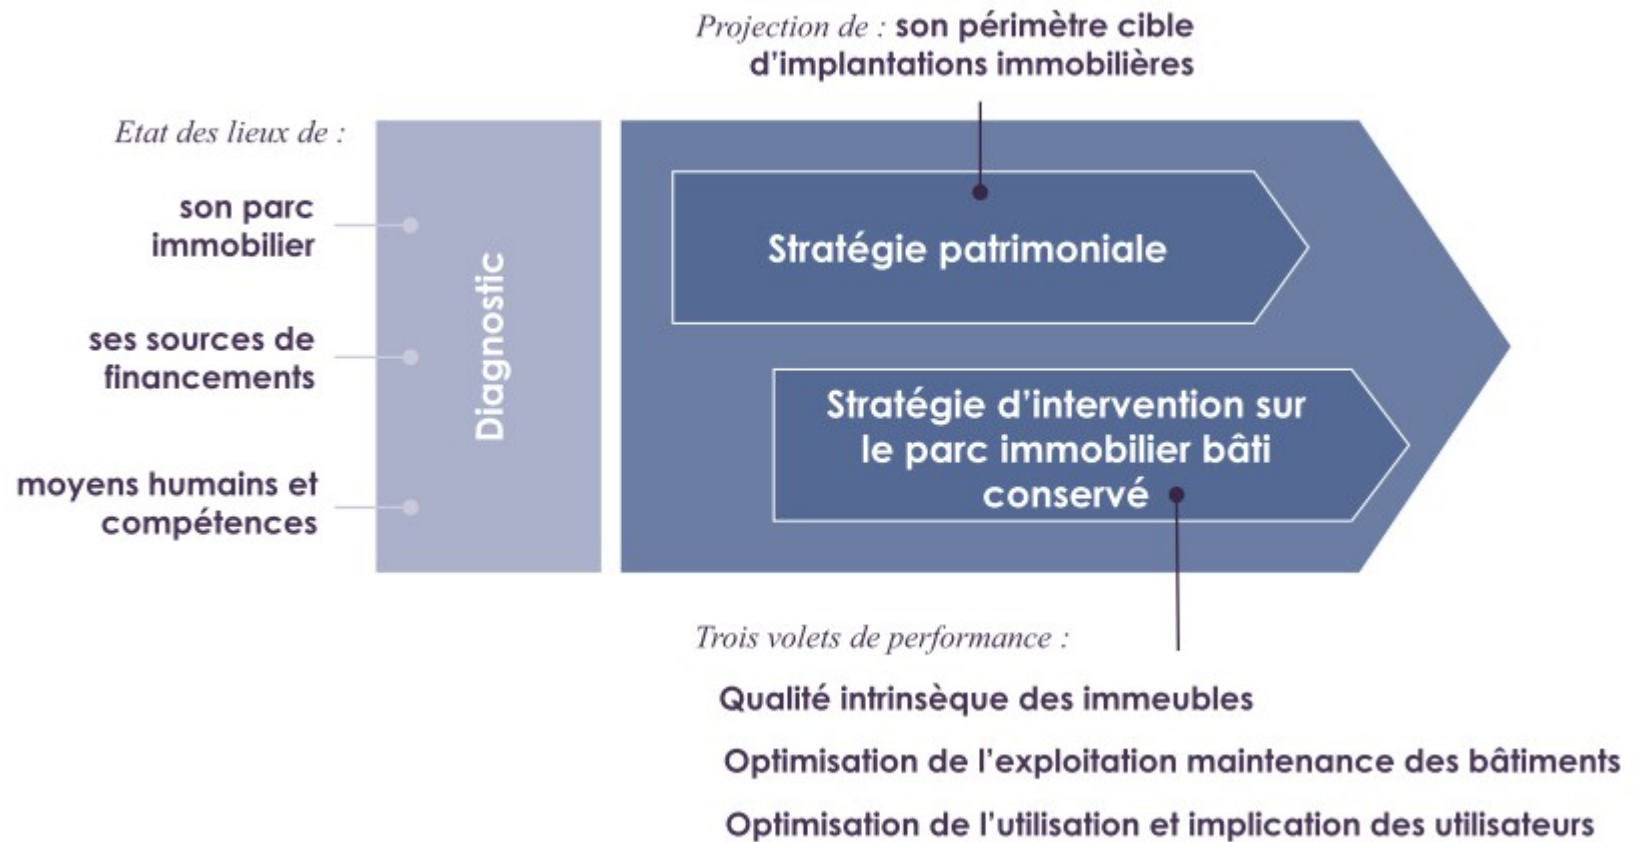 Projection de : son périmètre cible
d’implantations immobilières
Etat des lieux de :
son parc
immobilier
ses sources de
financements
moyens humains et
compétences
Diagnostic
Stratégie patrimoniale
Stratégie d’intervention sur
le parc immobilier bâti
conservé
Trois volets de performance :
Qualité intrinsèque des immeubles
Optimisation de l’exploitation maintenance des bâtiments
Optimisation de l’utilisation et implication des utilisateurs